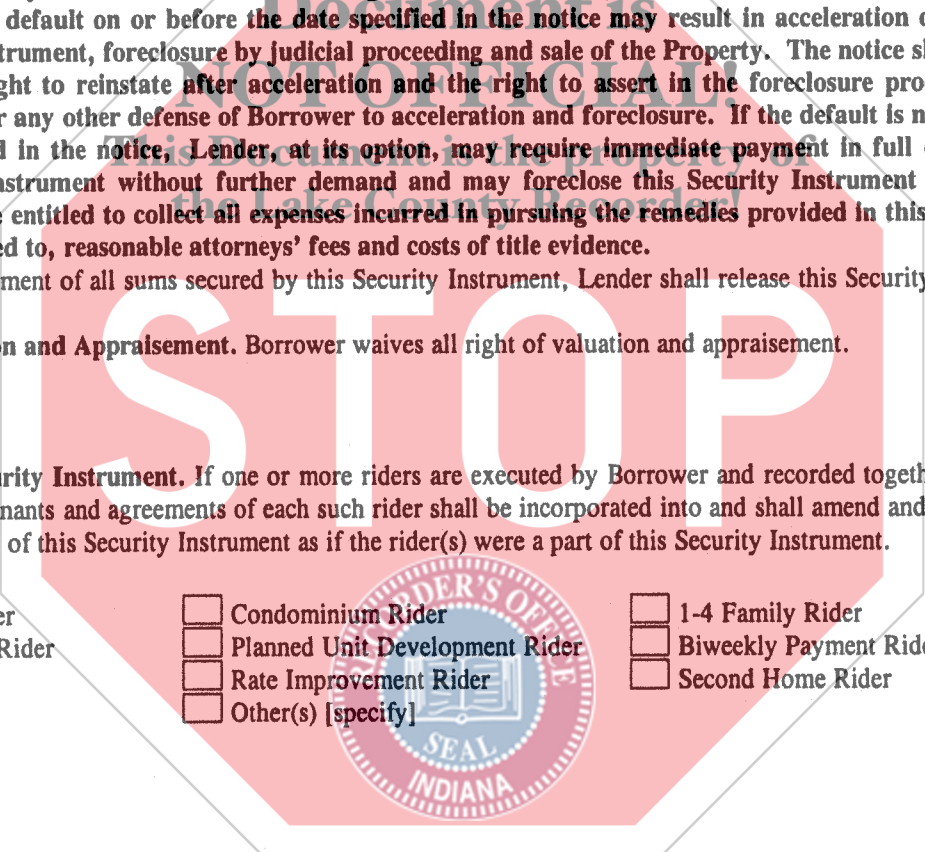 Document is
default on or before the date specified in the notice may result in acceleration
trument, foreclosure by judicial proceeding and sale of the Property. The notice
ght to reinstate after acceleration and the right to assert in the foreclosure pro
NOT OFFICIAL!
r any other defense of Borrower to acceleration and foreclosure. If the default is n
This Document is the property of
d in the notice, Lender, at its option, may require immediate payment in full
nstrument without further demand and may foreclose this Security Instrument
the Lake County Recorder!
e entitled to collect all expenses incurred in pursuing the remedies provided in this
ed to, reasonable attorneys' fees and costs of title evidence.
ment of all sums secured by this Security Instrument, Lender shall release this Security
STOP
n and Appraisement. Borrower waives all right of valuation and appraisement.
rity Instrument. If one or more riders are executed by Borrower and recorded togeth
nants and agreements of each such rider shall be incorporated into and shall amend and
of this Security Instrument as if the rider(s) were a part of this Security Instrument.
er
Condominium Rider
1-4 Family Rider
Rider
Planned Unit Development Rider
Biweekly Payment Ride
Rate Improvement Rider
Second Home Rider
Other(s) [specify]
RECORDER'S OFFICE
SEAL
INDIANA